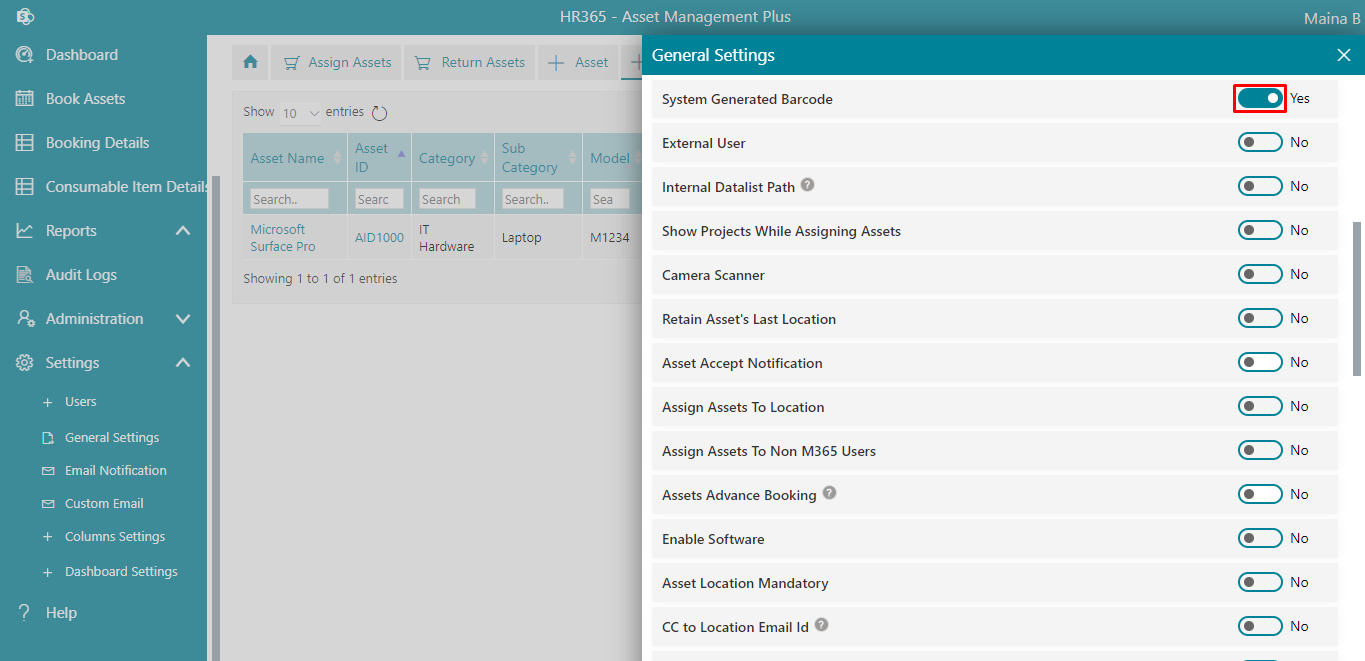 HR365 - Asset Management Plus
Maina B
Dashboard
Book Assets
Booking Details
Consumable Item Details
Reports
Audit Logs
Administration
Settings
Users
General Settings
Email Notification
Custom Email
Columns Settings
Dashboard Settings
Help
Assign Assets
Return Assets
Asset
Show 10 entries
Asset Name
Asset
ID
Category
Sub
Category
Model
Search..
Searc
Search
Search..
Sea
Microsoft
Surface Pro
AID1000
IT
Hardware
Laptop
M1234
Showing 1 to 1 of 1 entries
General Settings
System Generated Barcode Yes
External User No
Internal Datalist Path ? No
Show Projects While Assigning Assets No
Camera Scanner No
Retain Asset's Last Location No
Asset Accept Notification No
Assign Assets To Location No
Assign Assets To Non M365 Users No
Assets Advance Booking ? No
Enable Software No
Asset Location Mandatory No
CC to Location Email Id ? No